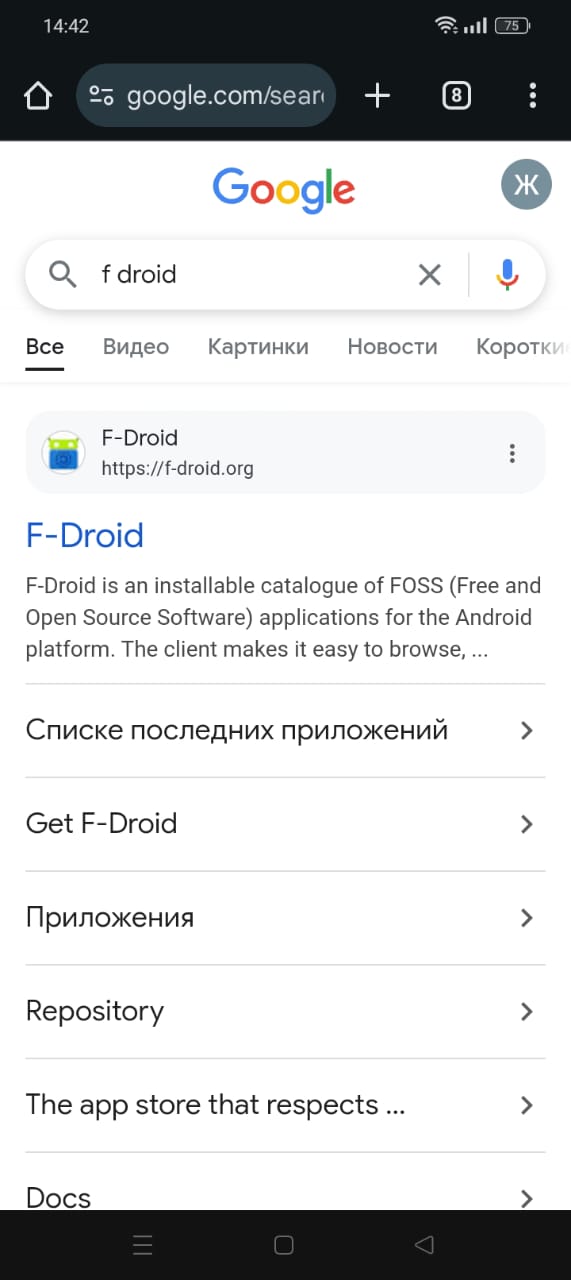 14:42
75
google.com/sear
8
Google
Ж
f droid
Все Видео Картинки Новости Коротки
F-Droid
https://f-droid.org
F-Droid
F-Droid is an installable catalogue of FOSS (Free and
Open Source Software) applications for the Android
platform. The client makes it easy to browse, ...
Списке последних приложений
Get F-Droid
Приложения
Repository
The app store that respects ...
Docs